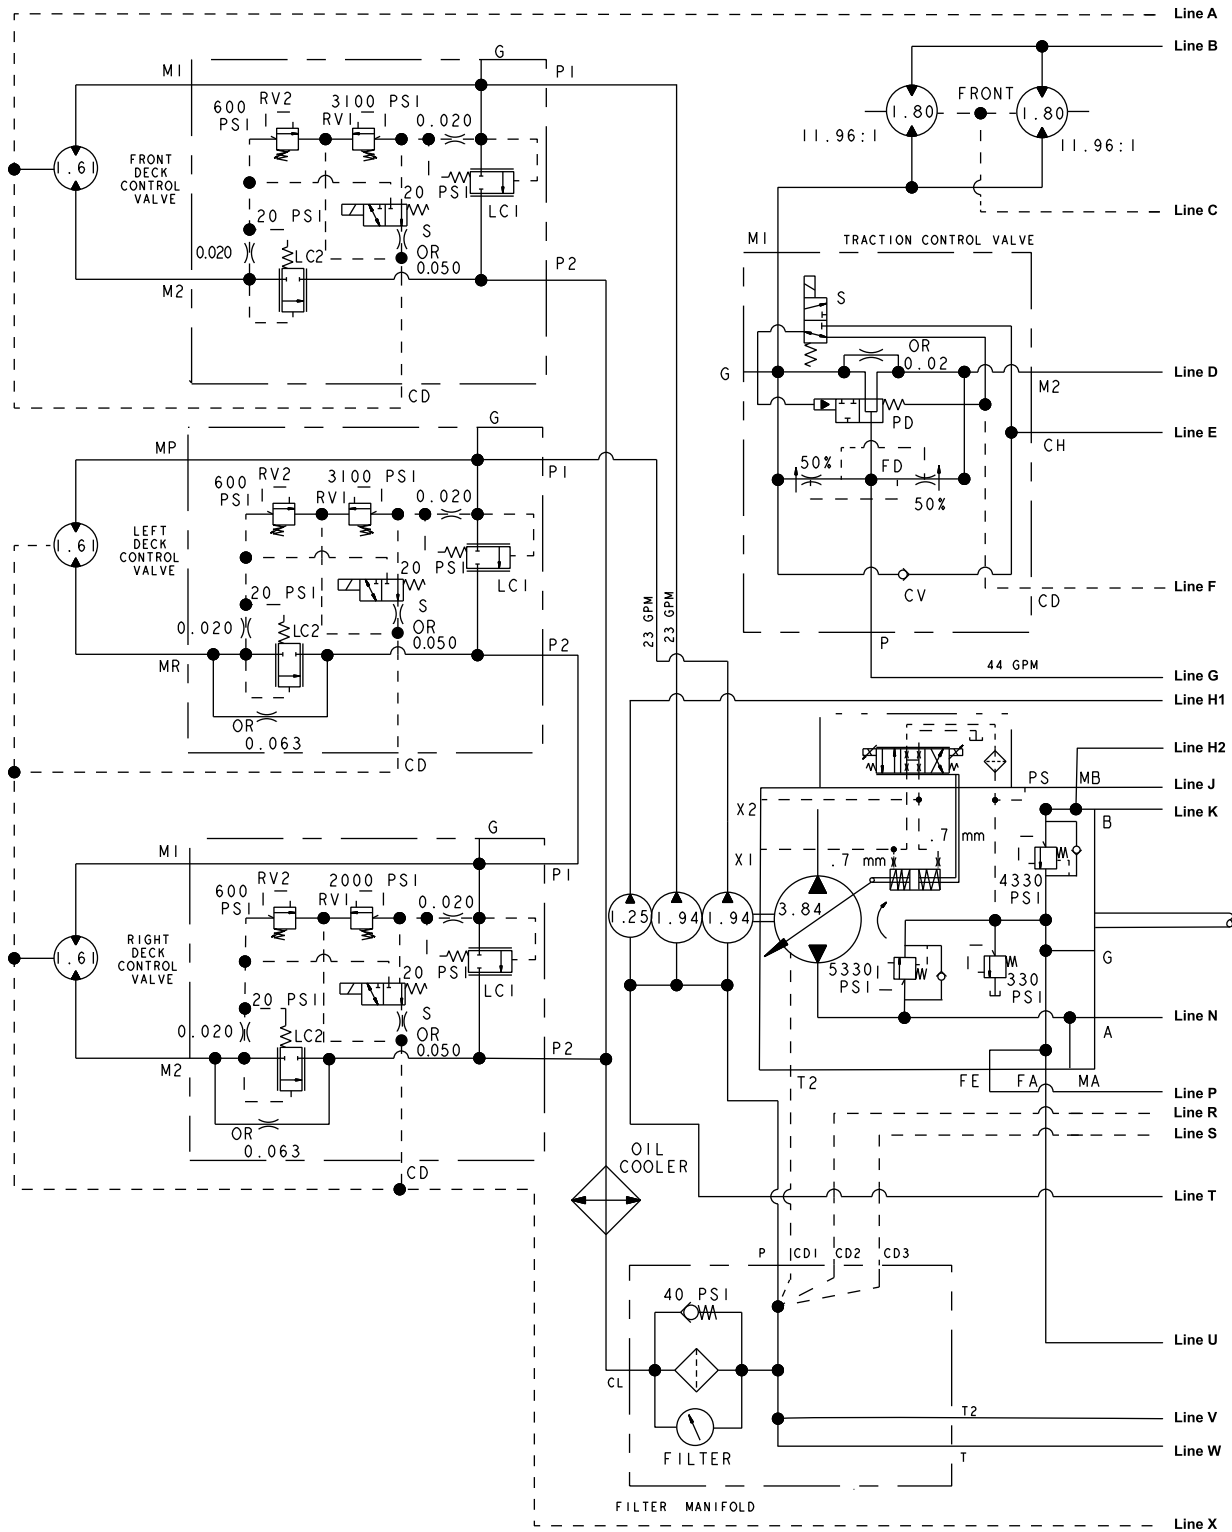 Line A
Line B
G
M1
P1
RV2
3100 PSI
600
PSI
RV1
0.020
FRONT
1.80
1.80
11.96:1
11.96:1
1.61
FRONT
DECK
CONTROL
VALVE
20
PSI
LC1
20 PSI
S
0.020
LC2
OR
0.050
P2
M2
CD
Line C
M1
TRACTION CONTROL VALVE
S
OR
0.02
G
Line D
M2
PD
Line E
CH
G
MP
P1
RV2
3100 PSI
600
PSI
RV1
0.020
50%
FD
50%
1.61
LEFT
DECK
CONTROL
VALVE
20
PSI
LC1
20 PSI
S
0.020
LC2
OR
0.050
P2
MR
OR
0.063
CD
CV
CD
Line F
23 GPM
23 GPM
P
44 GPM
Line G
Line H1
Line H2
PS
MB
Line J
X2
Line K
B
.7 mm
X1
.7 mm
4330
PSI
G
M1
P1
RV2
2000 PSI
600
PSI
RV1
0.020
1.25
1.94
1.94
3.84
1.61
RIGHT
DECK
CONTROL
VALVE
20
PSI
LC1
5330
PSI
330
PSI
G
20 PSI
S
0.020
LC2
OR
0.050
P2
M2
Line N
A
T2
FE
FA
MA
Line P
Line R
Line S
OR
0.063
CD
OIL
COOLER
Line T
P
CD1
CD2
CD3
40 PSI
Line U
CL
T2
Line V
FILTER
T
Line W
FILTER MANIFOLD
Line X